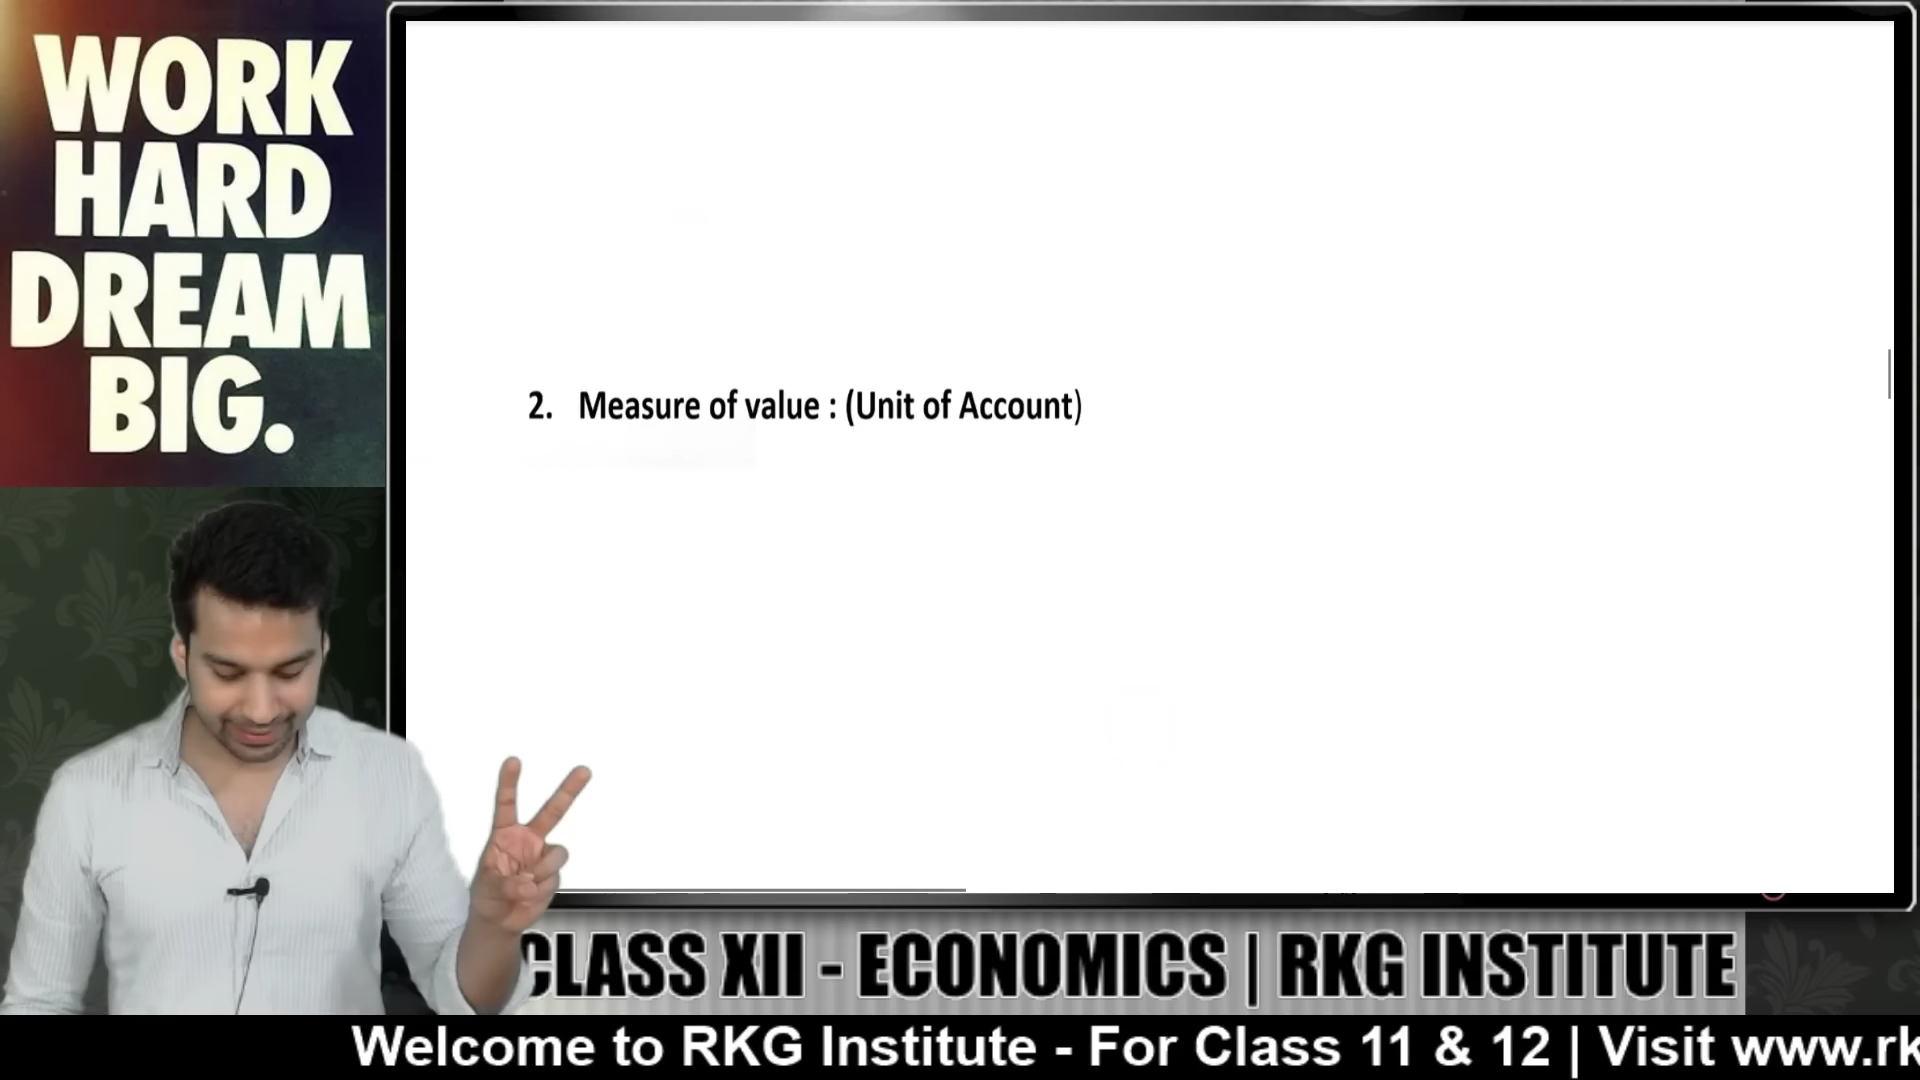 WORK
HARD
DREAM
BIG.
2. Measure of value : (Unit of Account)
CLASS XII - ECONOMICS | RKG INSTITUTE
Welcome to RKG Institute - For Class 11 & 12 | Visit www.rk